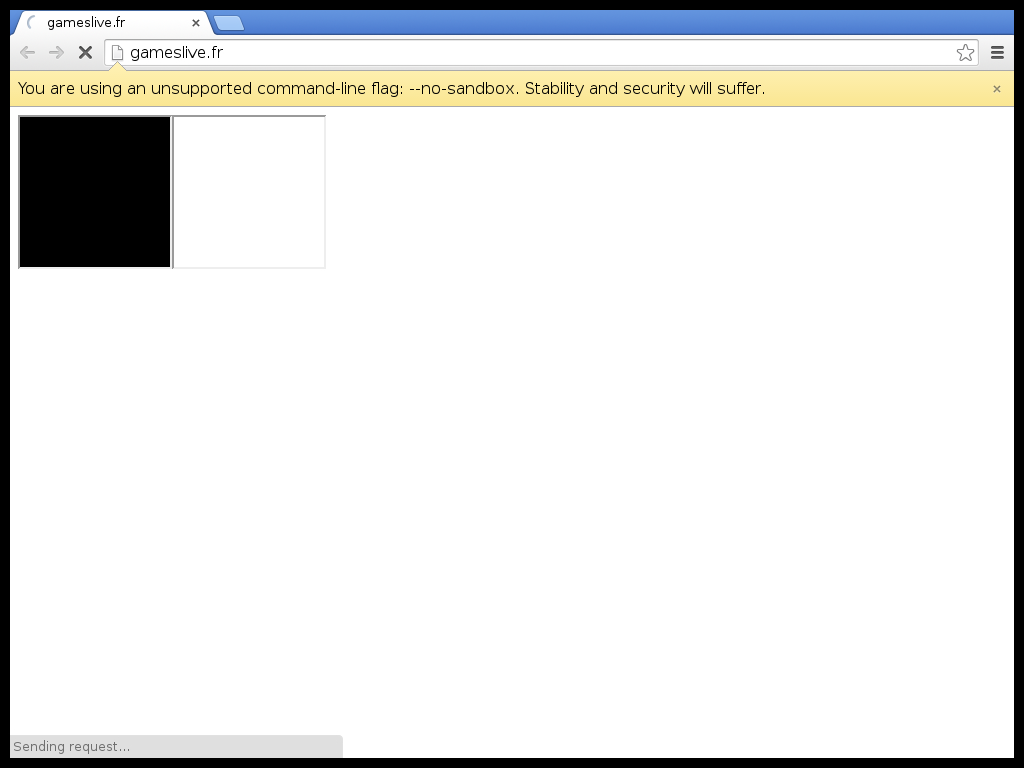 gameslive.fr
gameslive.fr
You are using an unsupported command-line flag: --no-sandbox. Stability and security will suffer.
Sending request...